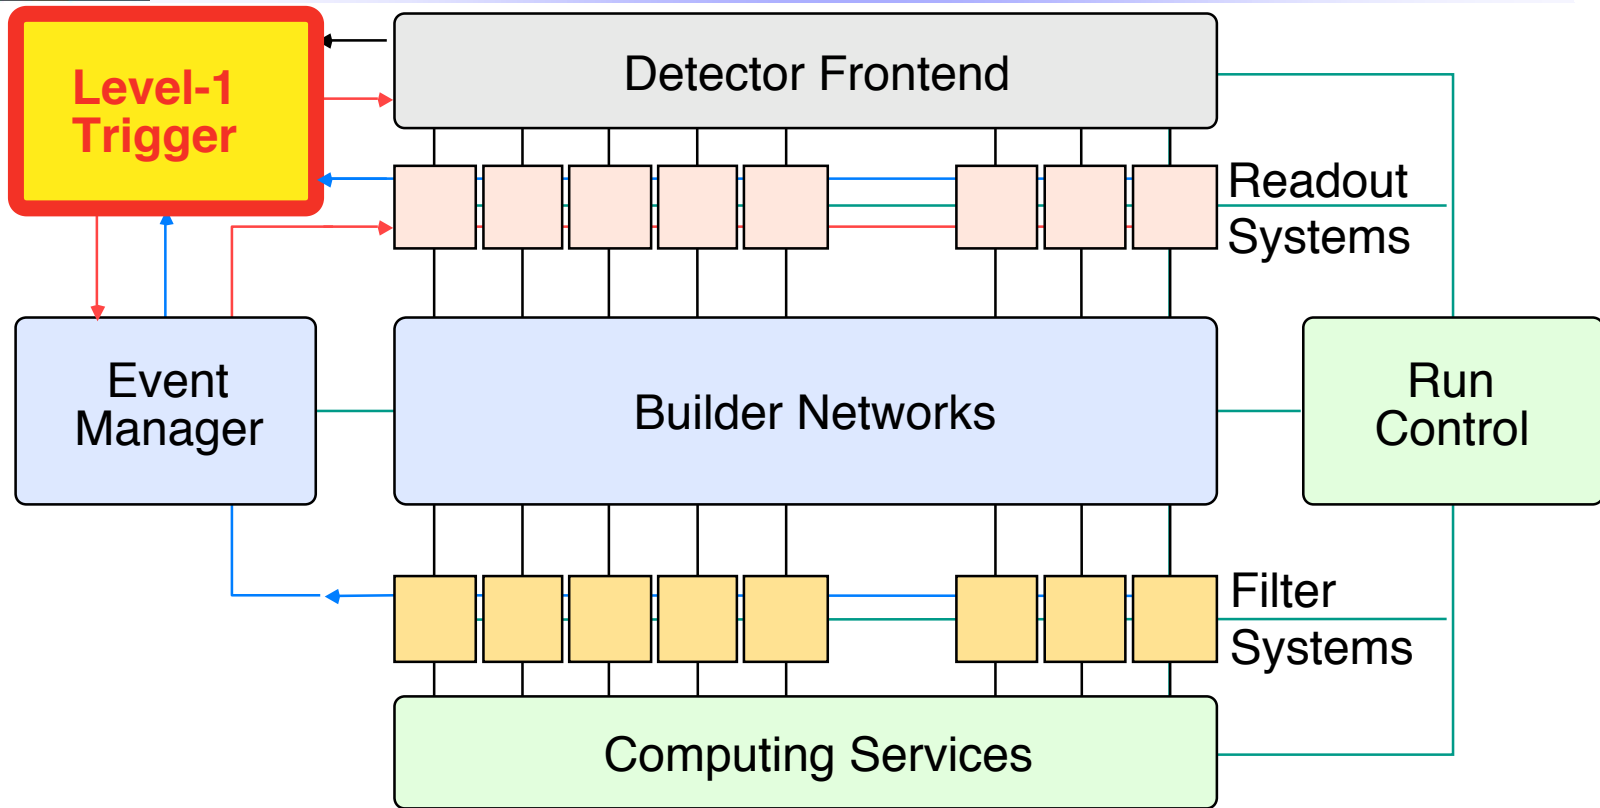 Level-1
Trigger
Detector Frontend
Readout
Systems
Event
Manager
Builder Networks
Run
Control
Filter
Systems
Computing Services